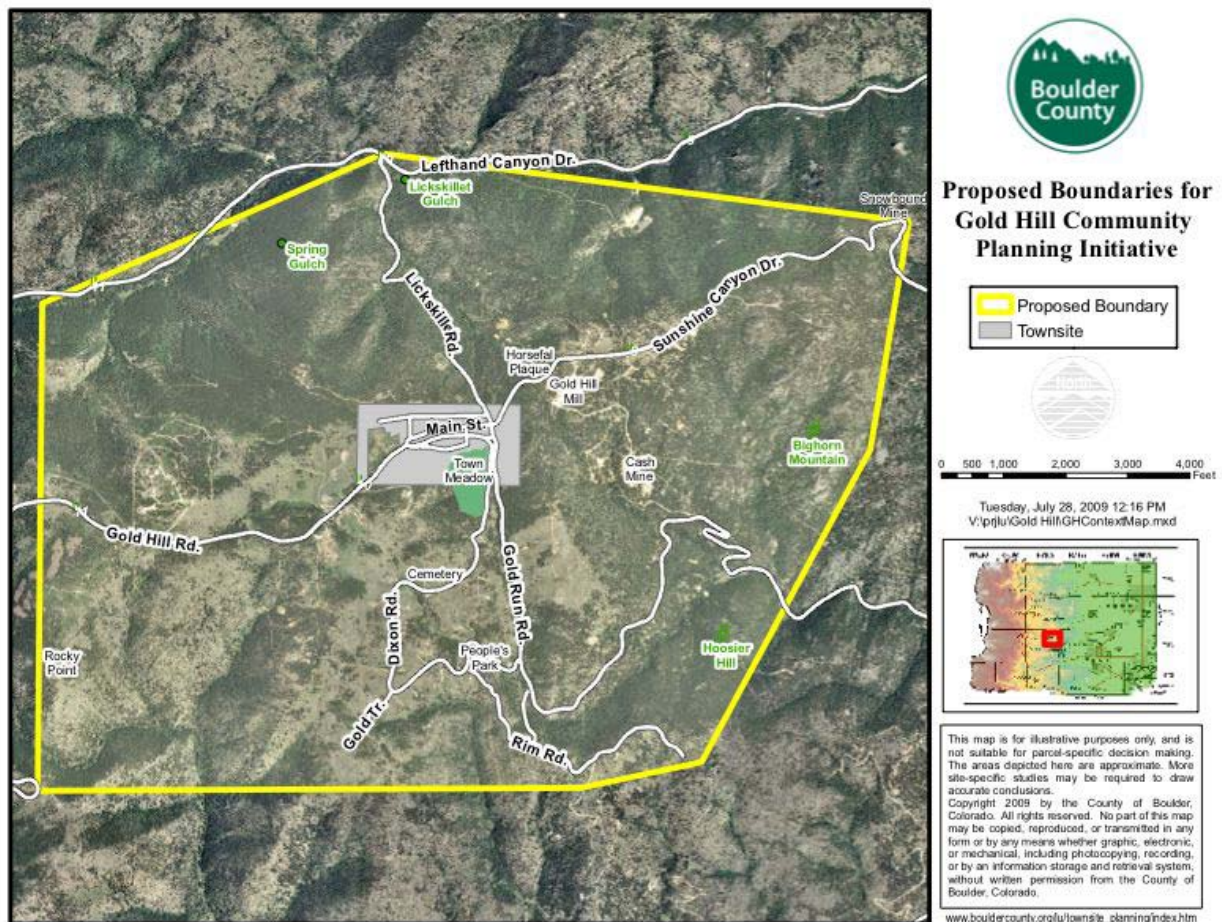 Lefthand Canyon Dr.
Lickskillet
Gulch
Snowbound
Mine
Spring
Gulch
Lickskillet Rd.
Sunshine Canyon Dr.
Horsefal
Plaque
Gold Hill
Mill
Main St.
Bighorn
Mountain
Town
Meadow
Cash
Mine
Gold Hill Rd.
Cemetery
Gold Run Rd.
Dixon Rd.
Hoosier
Hill
People's
Park
Rocky
Point
Gold Tr.
Rim Rd.
Boulder
County
Proposed Boundaries for
Gold Hill Community
Planning Initiative
Proposed Boundary
Townsite
North
0 500 1,000 2,000 3,000 4,000
Feet
Tuesday, July 28, 2009 12:16 PM
V:\prjlu\Gold Hill\GHContextMap.mxd
This map is for illustrative purposes only, and is
not suitable for parcel-specific decision making.
The areas depicted here are approximate. More
site-specific studies may be required to draw
accurate conclusions.
Copyright 2009 by the County of Boulder,
Colorado. All rights reserved. No part of this map
may be copied, reproduced, or transmitted in any
form or by any means whether graphic, electronic,
or mechanical, including photocopying, recording,
or by an information storage and retrieval system,
without written permission from the County of
Boulder, Colorado.
www.bouldercounty.org/lu/townsite_planning/index.htm